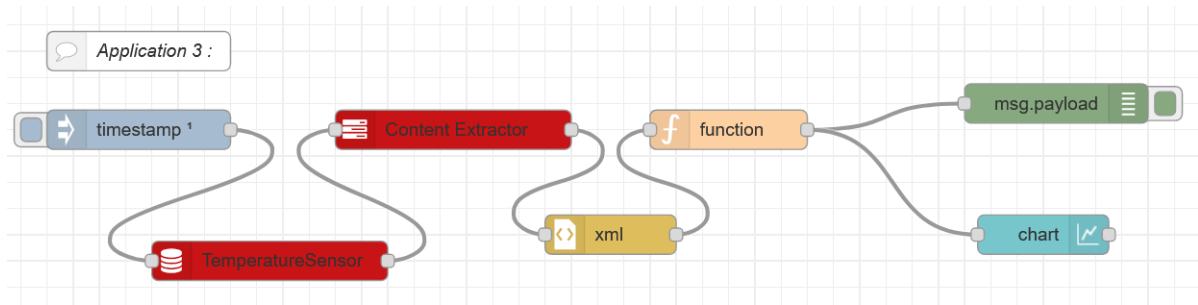 Application 3 :
timestamp ¹
TemperatureSensor
Content Extractor
xml
function
msg.payload
chart